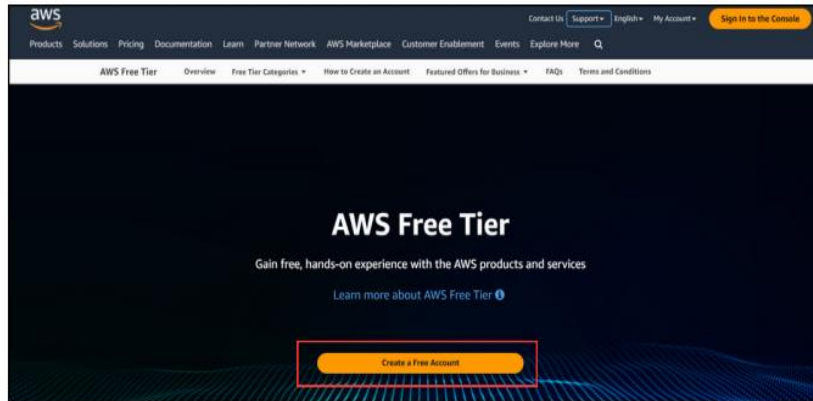 aws
Contact Us Support English My Account Sign In to the Console
Products Solutions Pricing Documentation Learn Partner Network AWS Marketplace Customer Enablement Events Explore More
AWS Free Tier Overview Free Tier Categories How to Create an Account Featured Offers for Business FAQs Terms and Conditions
AWS Free Tier
Gain free, hands-on experience with the AWS products and services
Learn more about AWS Free Tier
Create a Free Account